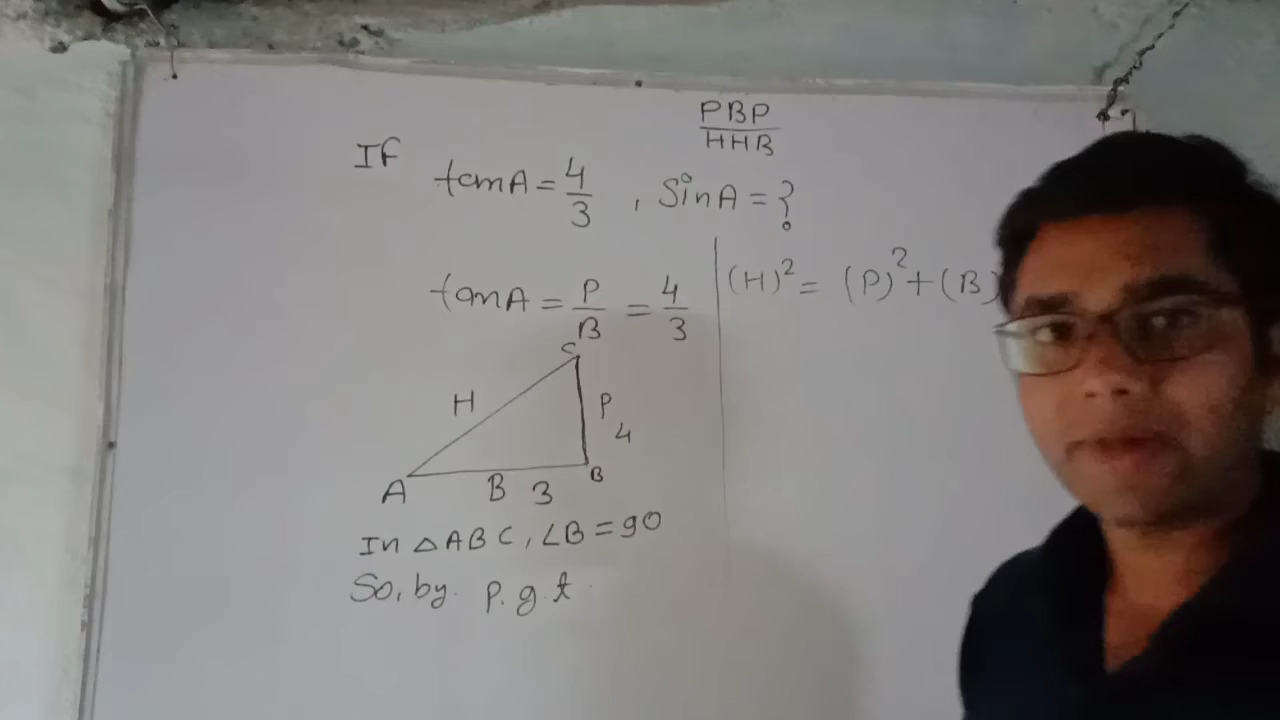 PBP
HHB
If tanA = 4/3 , SinA = ?
tanA = P/B = 4/3
(H)² = (P)² + (B)
C
H
P
4
A
B 3
B
In △ABC, ∠B = 90
So, by. p.g.t